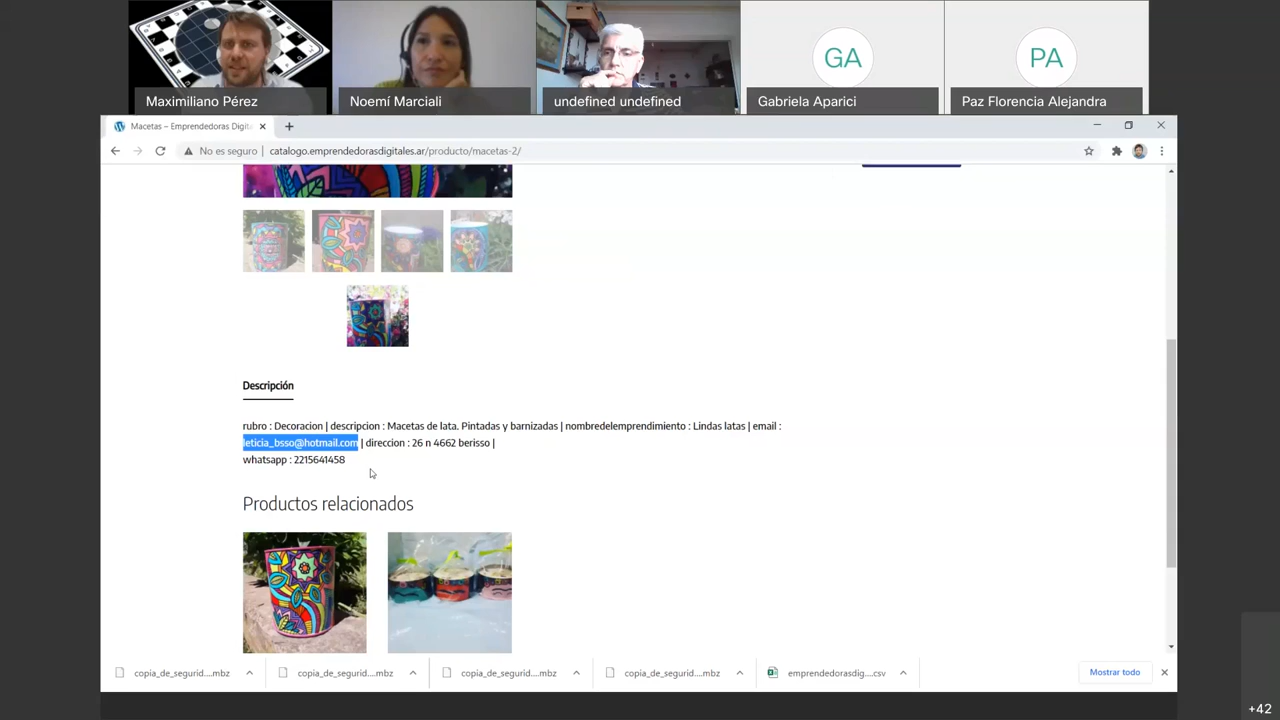 GA
PA
Maximiliano Pérez
Noemí Marciali
undefined undefined
Gabriela Aparici
Paz Florencia Alejandra
Macetas – Emprendedoras Digit
No es seguro | catalogo.emprendedorasdigitales.ar/producto/macetas-2/
Descripción
rubro : Decoracion | descripcion : Macetas de lata. Pintadas y barnizadas | nombredelemprendimiento : Lindas latas | email :
leticia_bsso@hotmail.com | direccion : 26 n 4662 berisso |
whatsapp : 2215641458
Productos relacionados
copia_de_segurid....mbz
copia_de_segurid....mbz
copia_de_segurid....mbz
copia_de_segurid....mbz
emprendedorasdig....csv
Mostrar todo
+42